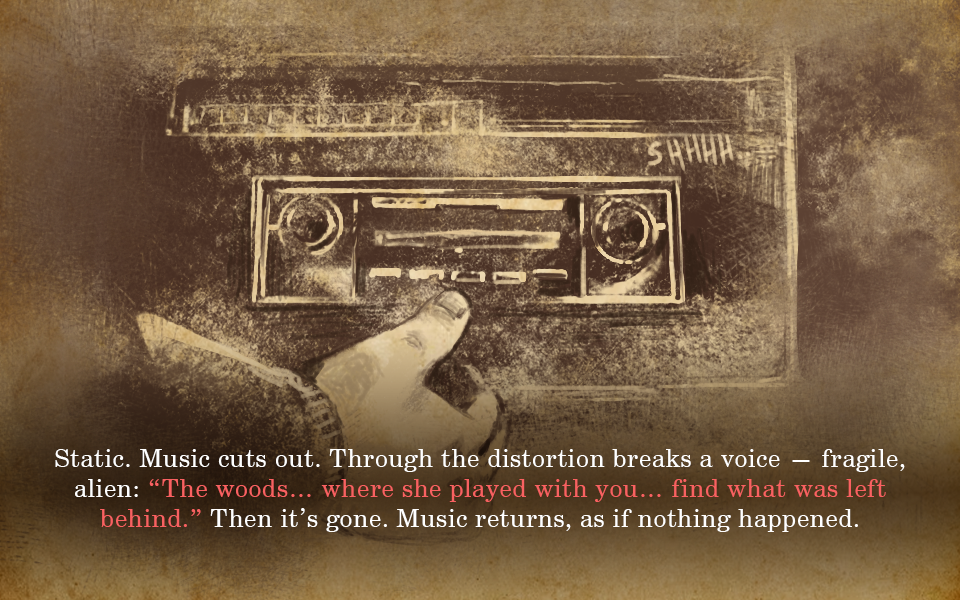 SHHHH
Static. Music cuts out. Through the distortion breaks a voice — fragile,
alien: “The woods... where she played with you... find what was left
behind.” Then it’s gone. Music returns, as if nothing happened.